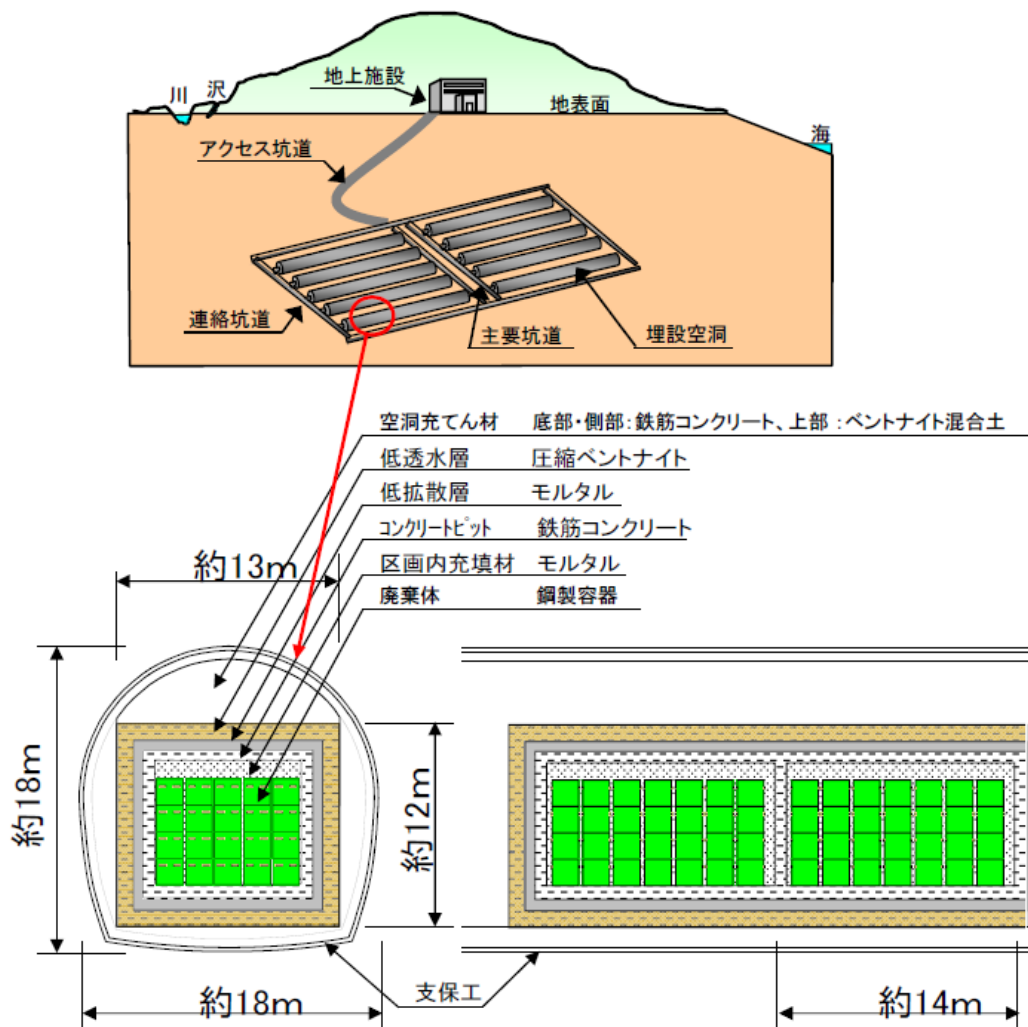 地上施設
川
沢
地表面
海
アクセス坑道
連絡坑道
主要坑道
埋設空洞
空洞充てん材 底部・側部:鉄筋コンクリート、上部:ベントナイト混合土
低透水層 圧縮ベントナイト
低拡散層 モルタル
コンクリートピット 鉄筋コンクリート
区画内充填材 モルタル
廃棄体 鋼製容器
約13m
約18m
約12m
支保工
約18m
約14m